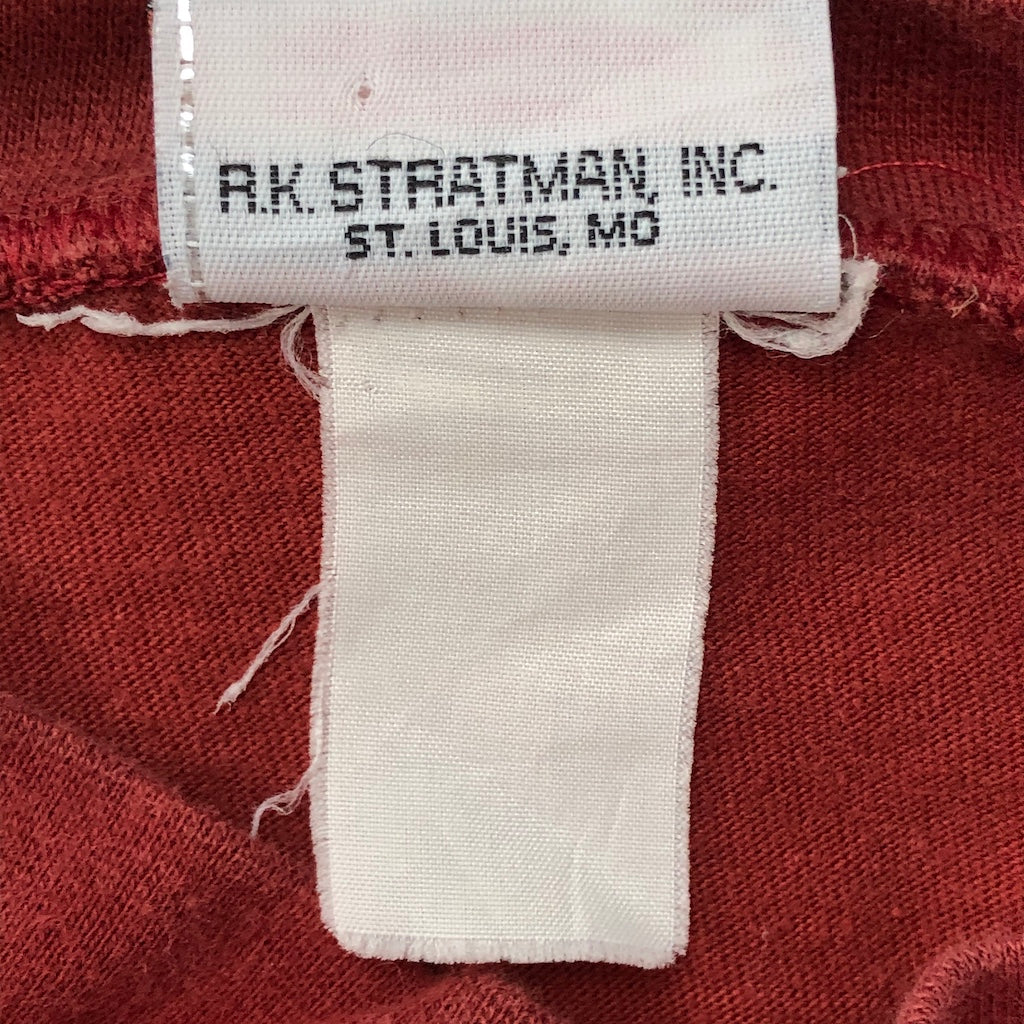 R.K. STRATMAN, INC.
ST. LOUIS, MO